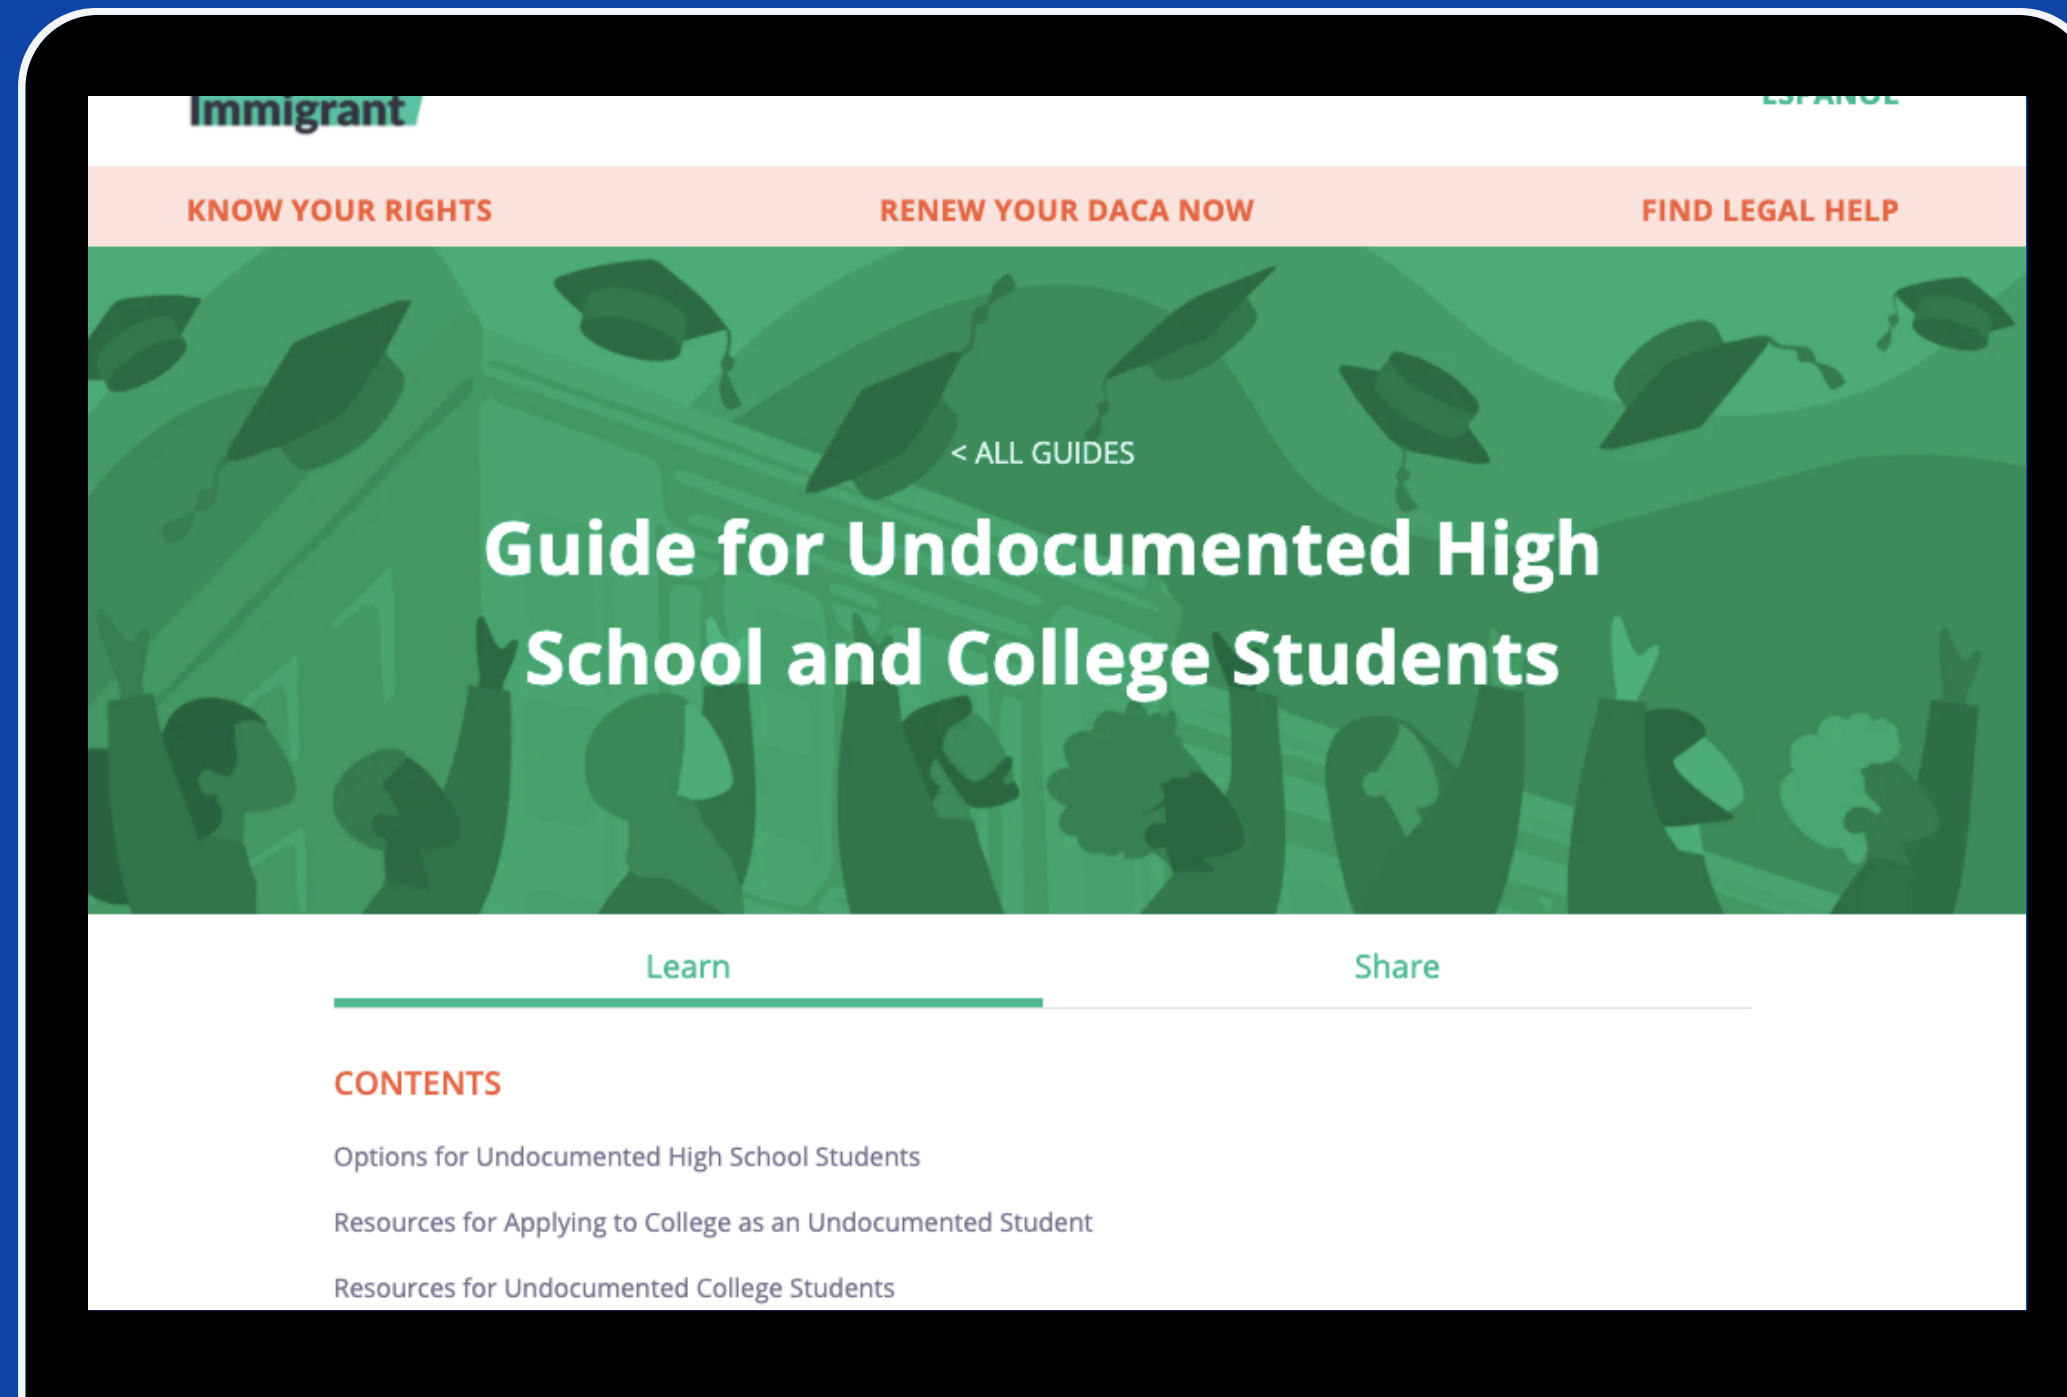 Immigrant
ESPAÑOL
KNOW YOUR RIGHTS
RENEW YOUR DACA NOW
FIND LEGAL HELP
< ALL GUIDES
Guide for Undocumented High
School and College Students
Learn
Share
CONTENTS
Options for Undocumented High School Students
Resources for Applying to College as an Undocumented Student
Resources for Undocumented College Students